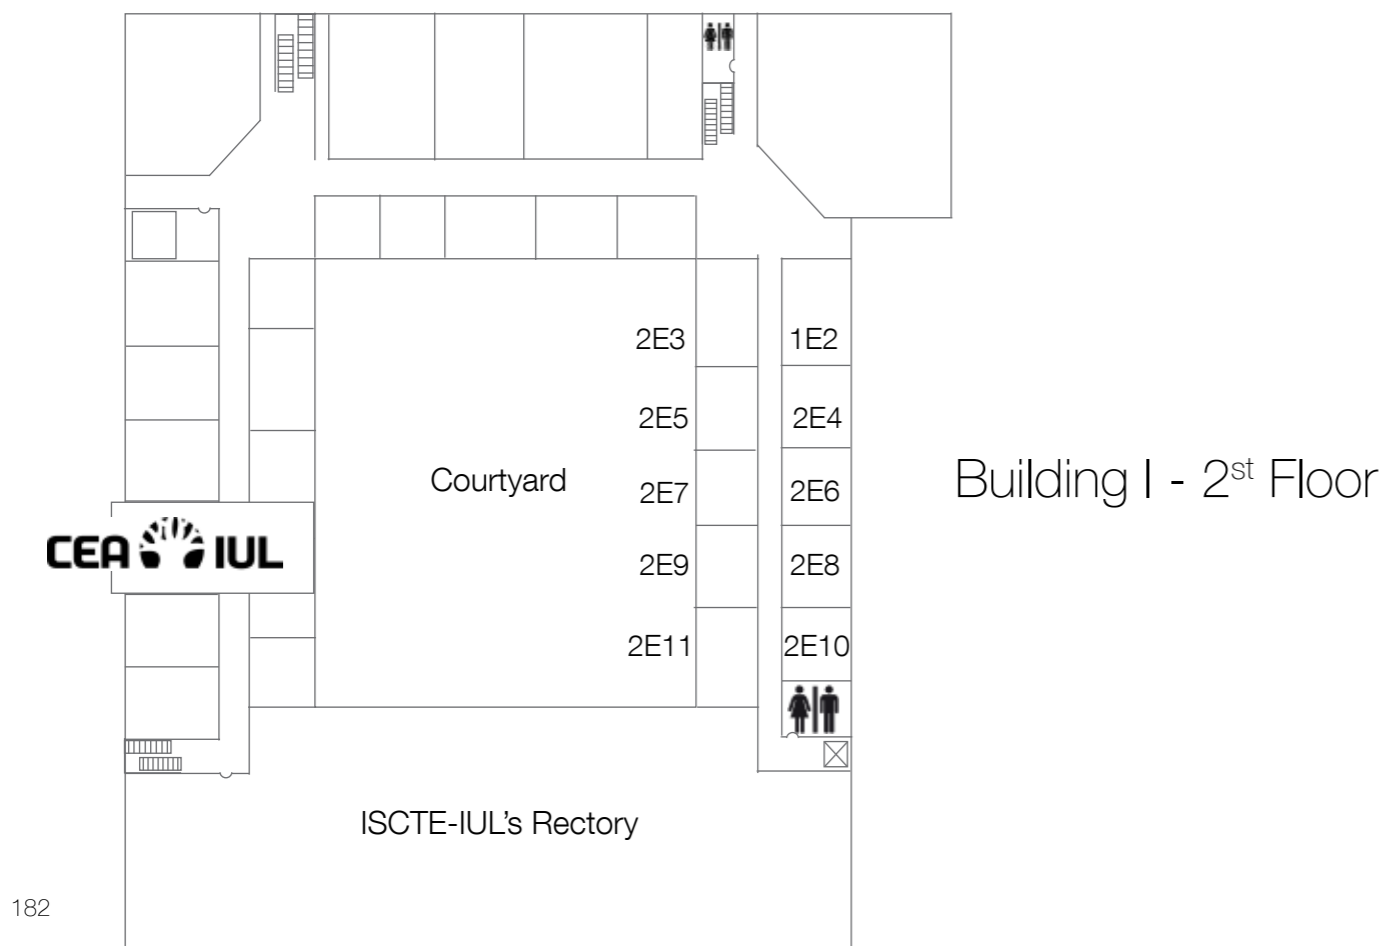 2E3 1E2
2E5 2E4
Courtyard 2E7 2E6 Building I - 2st Floor
CEA IUL 2E9 2E8
2E11 2E10
ISCTE-IUL's Rectory
182